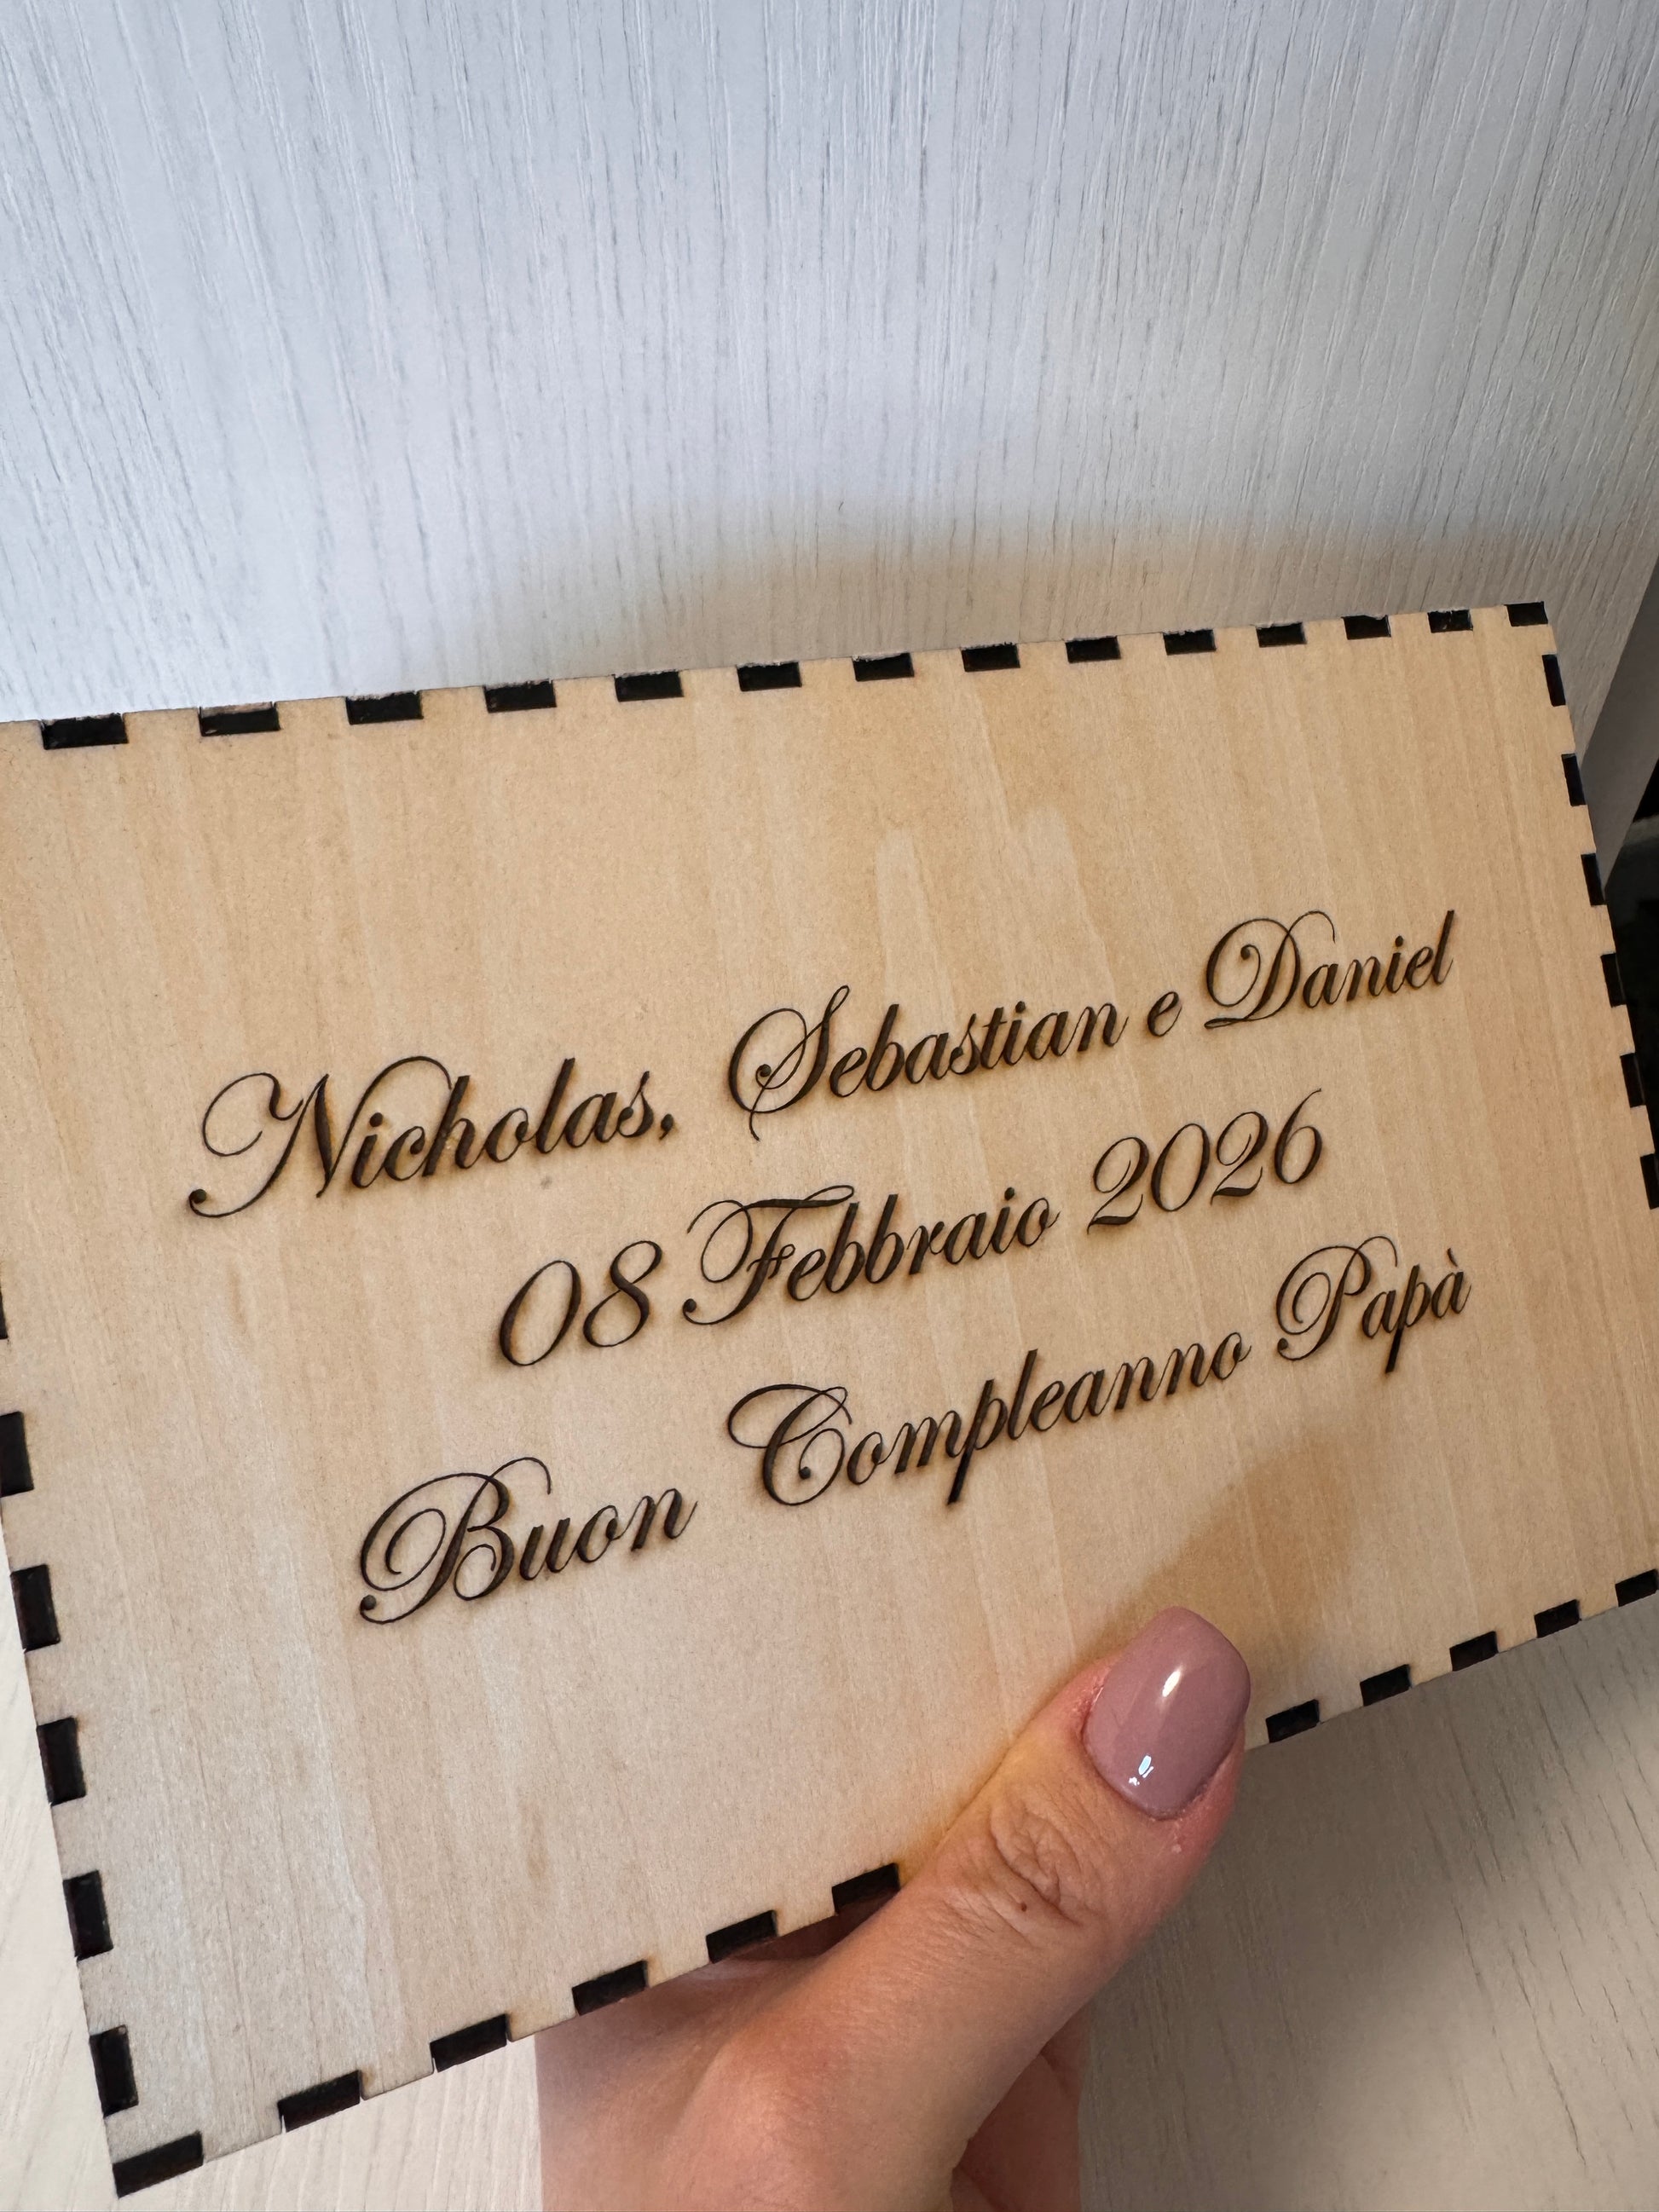 Nicholas, Sebastian e Daniel
08 Febbraio 2026
Buon Compleanno Papà